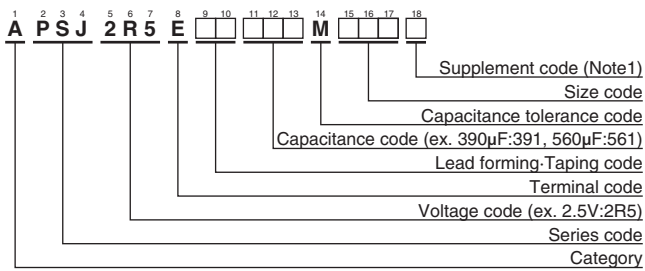 1 2 3 4 5 6 7 8 9 10 11 12 13 14 15 16 17 18
A PSJ 2R5 E M
Supplement code (Note1)
Size code
Capacitance tolerance code
Capacitance code (ex. 390μF:391, 560μF:561)
Lead forming·Taping code
Terminal code
Voltage code (ex. 2.5V:2R5)
Series code
Category